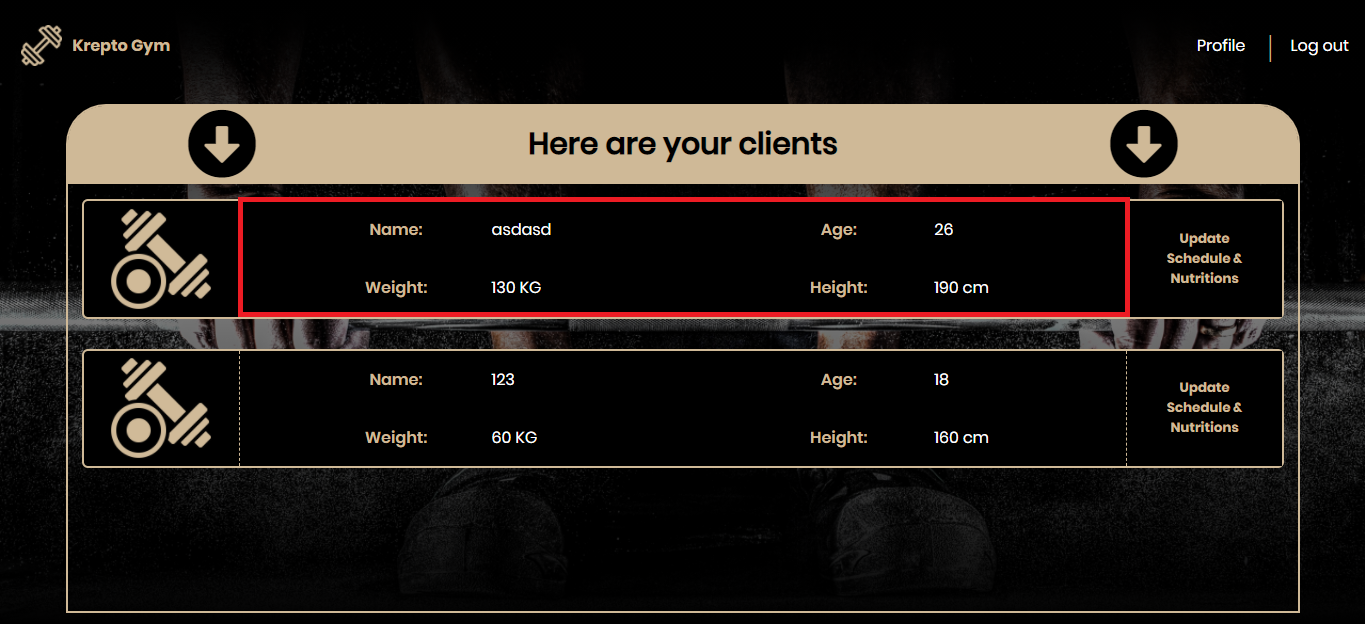 Krepto Gym
Profile
Log out
Here are your clients
Name: asdasd Age: 26
Weight: 130 KG Height: 190 cm
Update
Schedule &
Nutritions
Name: 123 Age: 18
Weight: 60 KG Height: 160 cm
Update
Schedule &
Nutritions